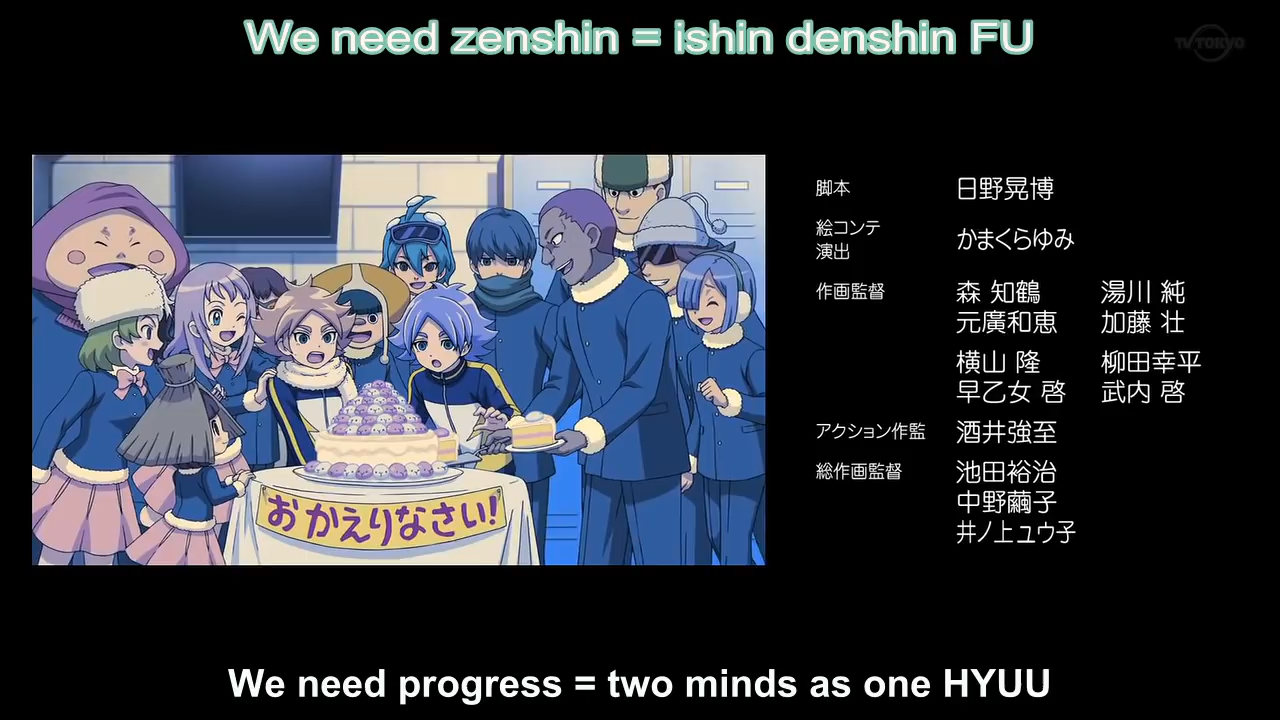 We need zenshin = ishin denshin FU
TV TOKYO
脚本 日野晃博
絵コンテ
演出 かまくらゆみ
作画監督 森 知鶴 湯川 純
元廣和恵 加藤 壮
横山 隆 柳田幸平
早乙女 啓 武内 啓
アクション作監 酒井強至
総作画監督 池田裕治
中野繭子
井ノ上ユウ子
おかえりなさい!
We need progress = two minds as one HYUU